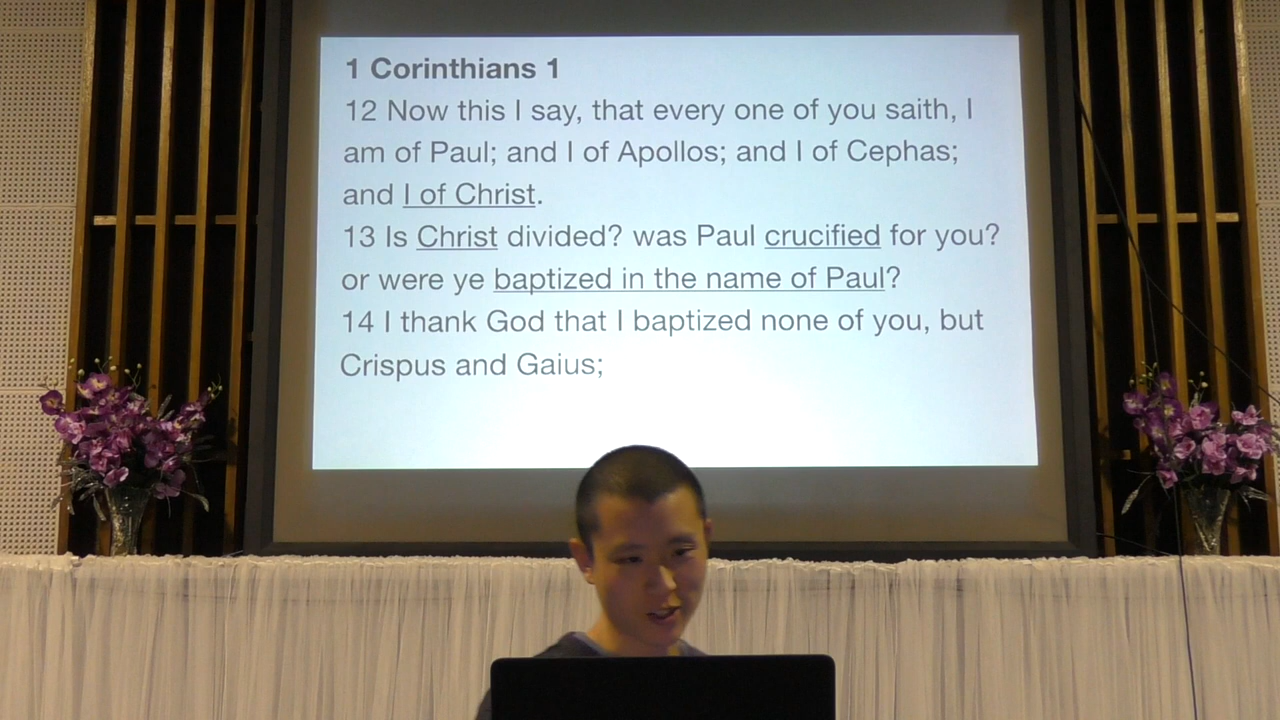 1 Corinthians 1
12 Now this I say, that every one of you saith, I
am of Paul; and I of Apollos; and I of Cephas;
and I of Christ.
13 Is Christ divided? was Paul crucified for you?
or were ye baptized in the name of Paul?
14 I thank God that I baptized none of you, but
Crispus and Gaius;